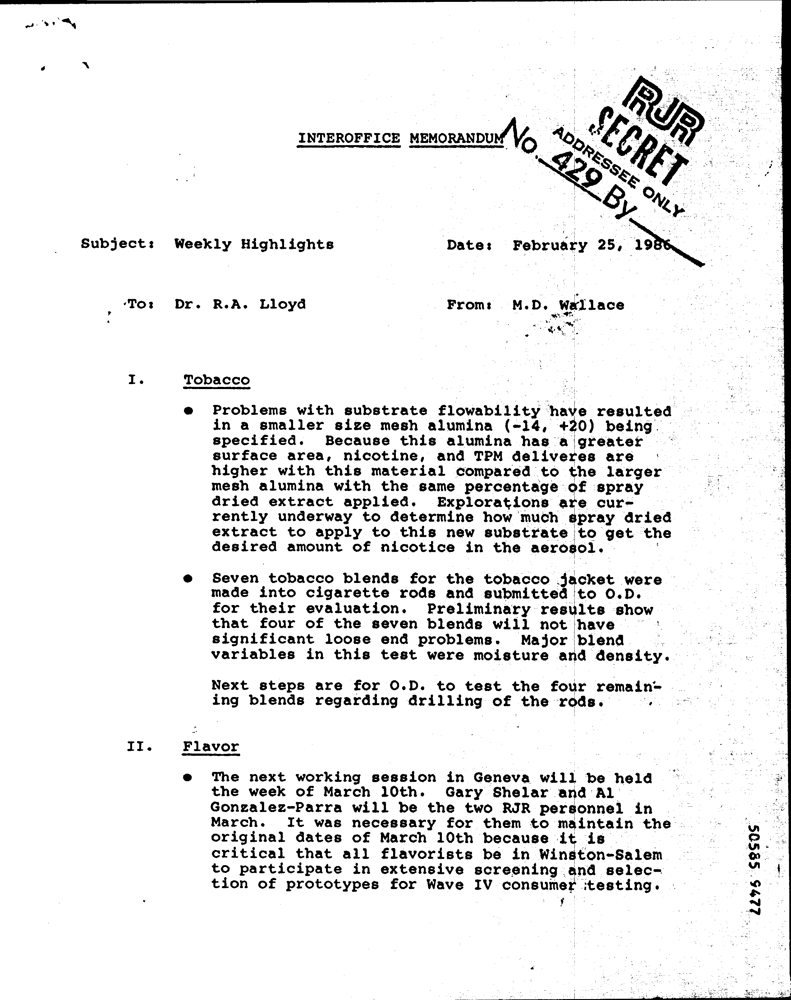 RJR
SECRET
ADDRESSEE ONLY
No. 429 By
INTEROFFICE MEMORANDUM
Subject: Weekly Highlights Date: February 25, 1986
To: Dr. R.A. Lloyd From: M.D. Wallace
I. Tobacco
● Problems with substrate flowability have resulted
in a smaller size mesh alumina (-14, +20) being
specified. Because this alumina has a greater
surface area, nicotine, and TPM deliveres are
higher with this material compared to the larger
mesh alumina with the same percentage of spray
dried extract applied. Explorations are cur-
rently underway to determine how much spray dried
extract to apply to this new substrate to get the
desired amount of nicotice in the aerosol.
● Seven tobacco blends for the tobacco jacket were
made into cigarette rods and submitted to O.D.
for their evaluation. Preliminary results show
that four of the seven blends will not have
significant loose end problems. Major blend
variables in this test were moisture and density.
Next steps are for O.D. to test the four remain-
ing blends regarding drilling of the rods.
II. Flavor
● The next working session in Geneva will be held
the week of March 10th. Gary Shelar and Al
Gonzalez-Parra will be the two RJR personnel in
March. It was necessary for them to maintain the
original dates of March 10th because it is
critical that all flavorists be in Winston-Salem
to participate in extensive screening and selec-
tion of prototypes for Wave IV consumer testing.
50585 9477